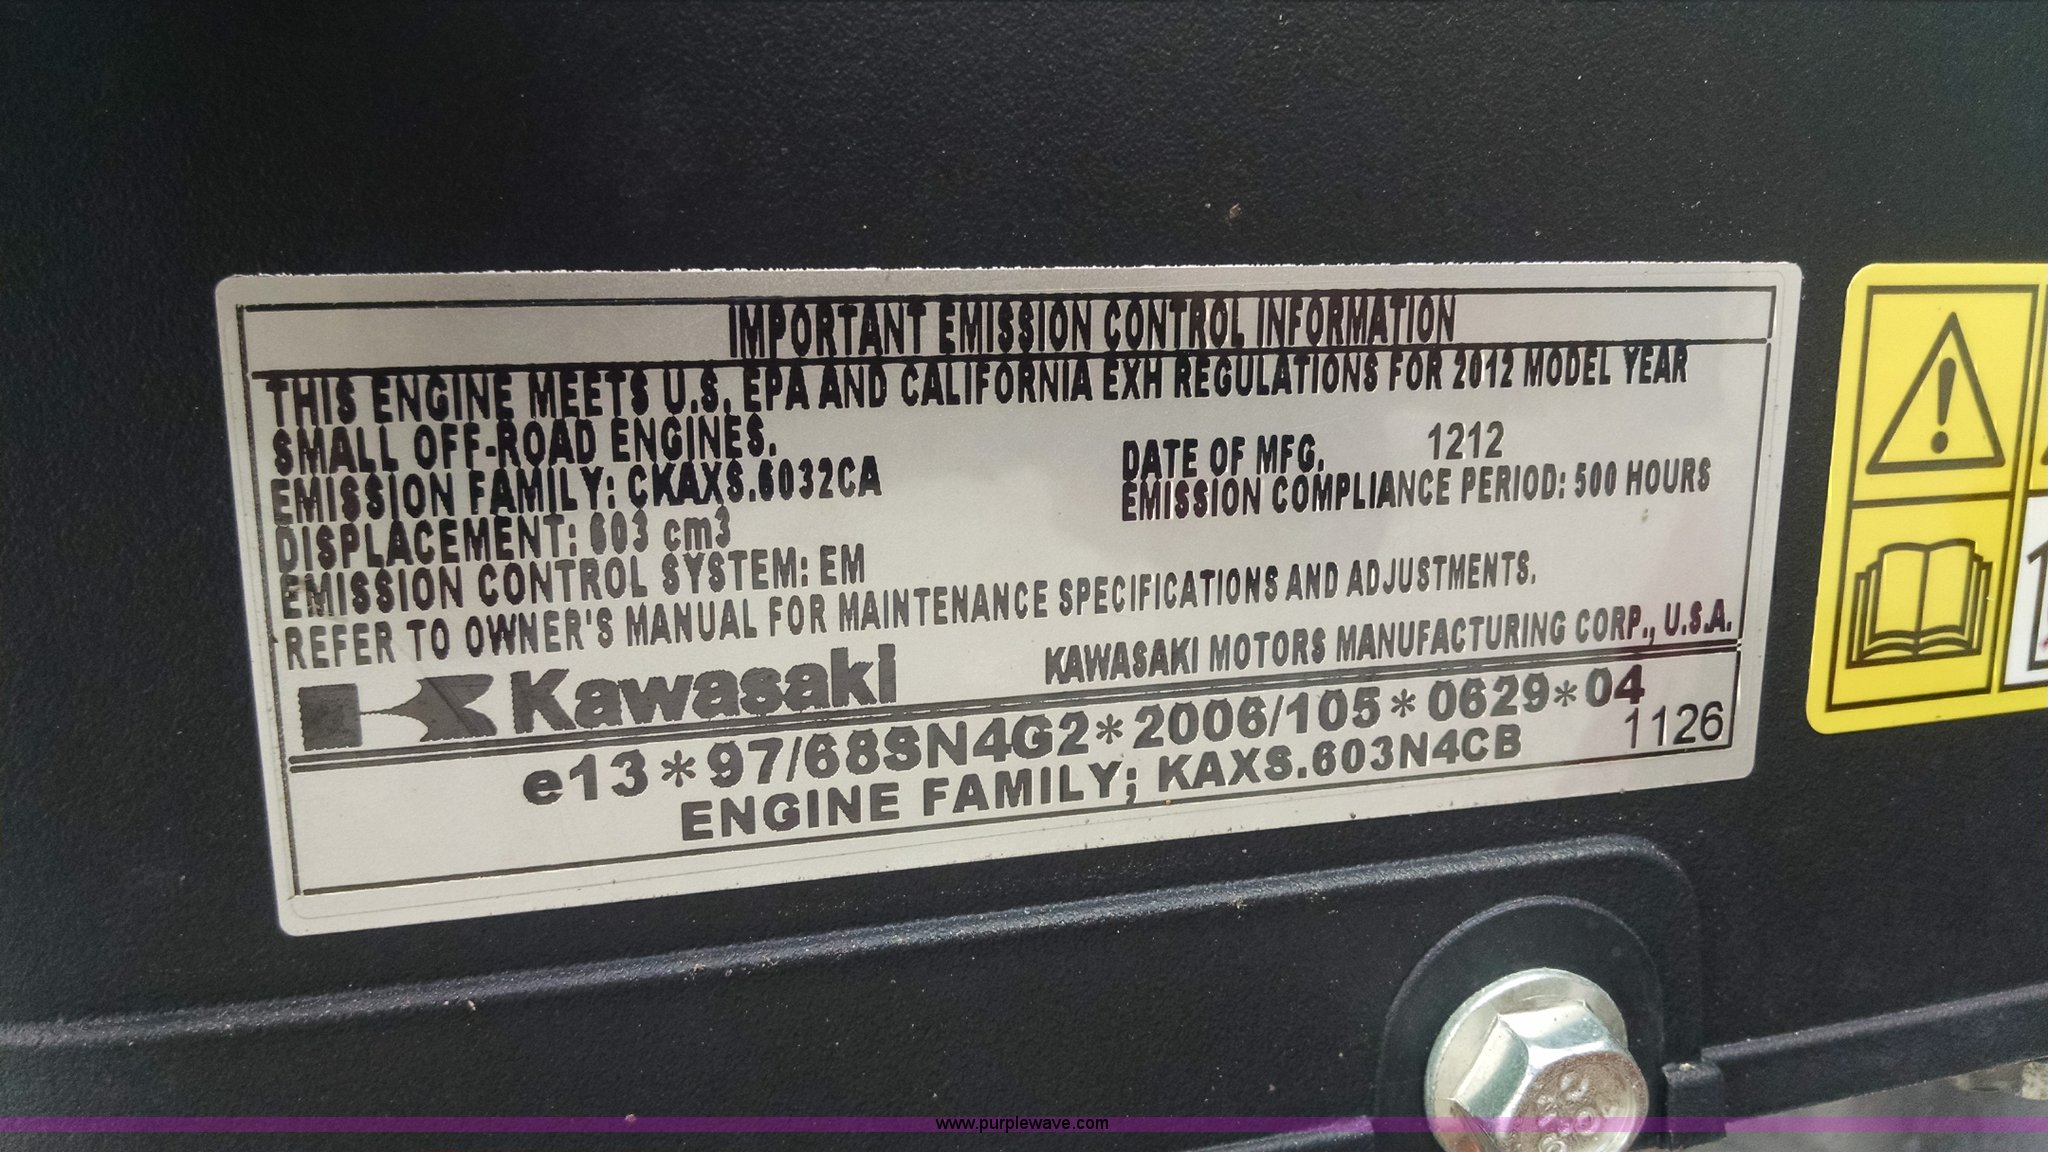 IMPORTANT EMISSION CONTROL INFORMATION
THIS ENGINE MEETS U.S. EPA AND CALIFORNIA EXH REGULATIONS FOR 2012 MODEL YEAR
SMALL OFF-ROAD ENGINES.
DATE OF MFG. 1212
EMISSION FAMILY: CKAXS.6032CA
EMISSION COMPLIANCE PERIOD: 500 HOURS
DISPLACEMENT: 603 cm3
EMISSION CONTROL SYSTEM: EM
REFER TO OWNER'S MANUAL FOR MAINTENANCE SPECIFICATIONS AND ADJUSTMENTS.
Kawasaki
KAWASAKI MOTORS MANUFACTURING CORP., U.S.A.
e13*97/68SN4G2*2006/105*0629*04
ENGINE FAMILY; KAXS.603N4CB
1126
www.purplewave.com